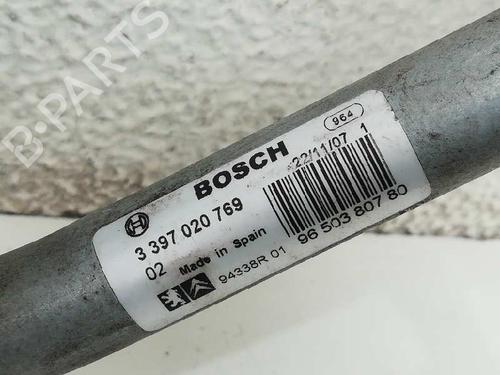 B-PARTS
964
BOSCH
22/11/07 1
3 397 020 769
02 Made in Spain
96 503 807 80
94338R 01